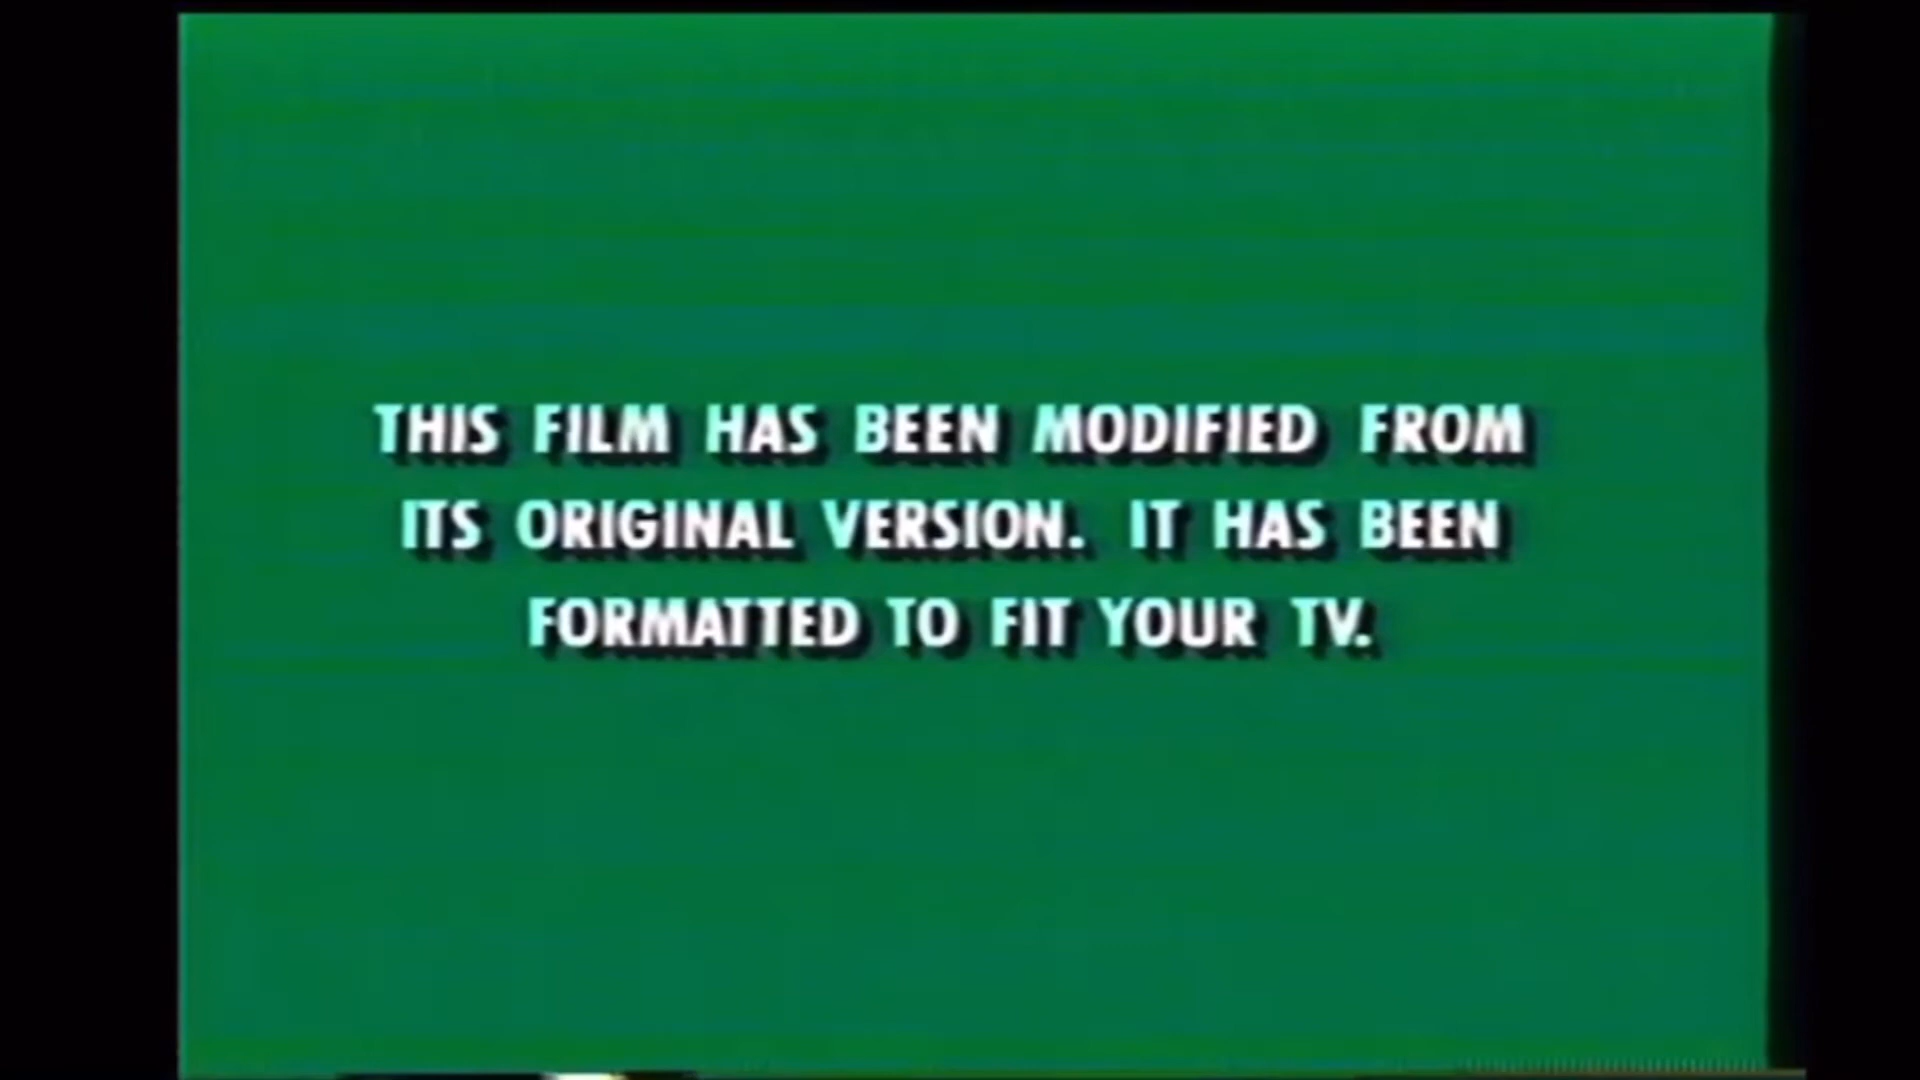 THIS FILM HAS BEEN MODIFIED FROM
ITS ORIGINAL VERSION. IT HAS BEEN
FORMATTED TO FIT YOUR TV.